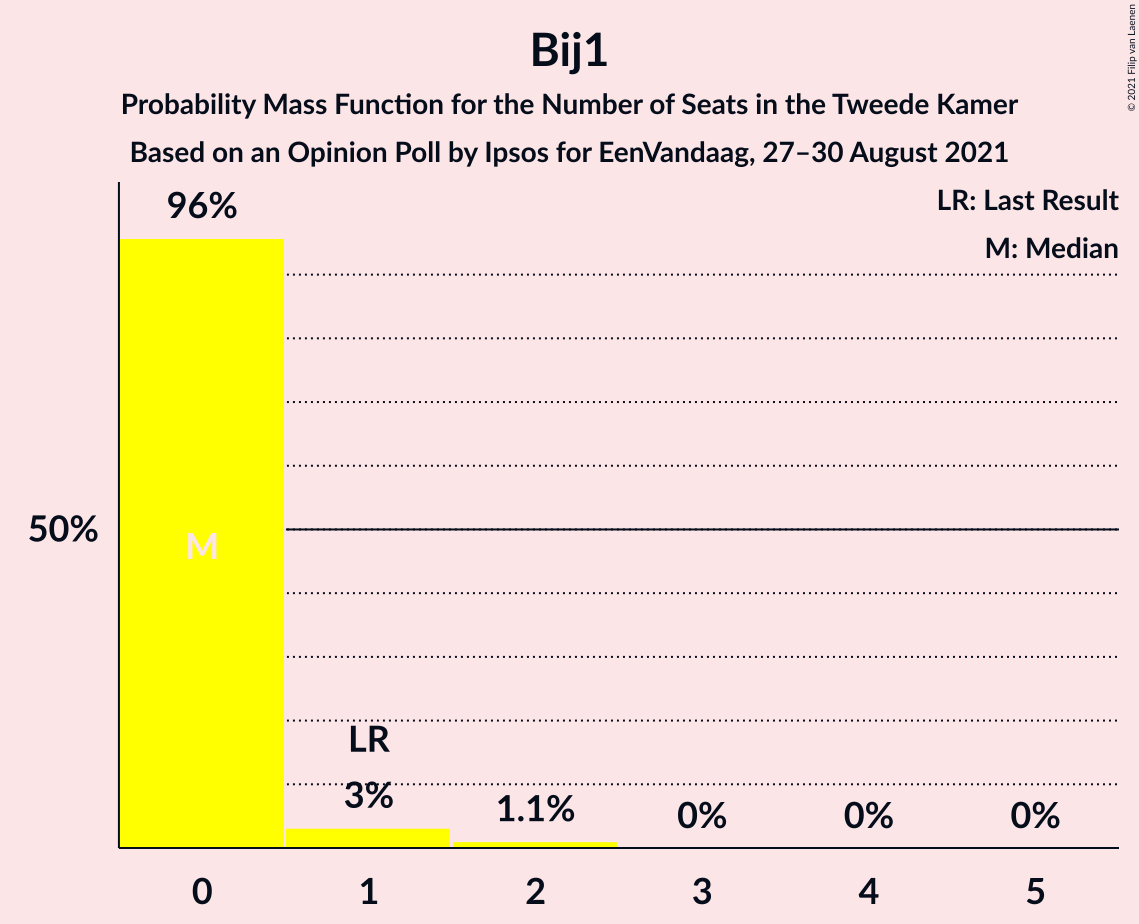 Bij1
Probability Mass Function for the Number of Seats in the Tweede Kamer
Based on an Opinion Poll by Ipsos for EenVandaag, 27–30 August 2021
© 2021 Filip van Laenen
LR: Last Result
M: Median
96%
50%
M
LR
3%
1.1%
0%
0%
0%
0
1
2
3
4
5